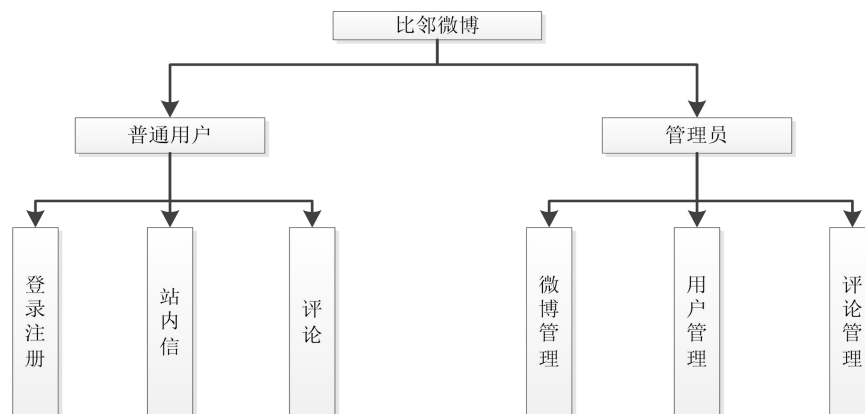 比邻微博
普通用户
管理员
登录注册
站内信
评论
微博管理
用户管理
评论管理